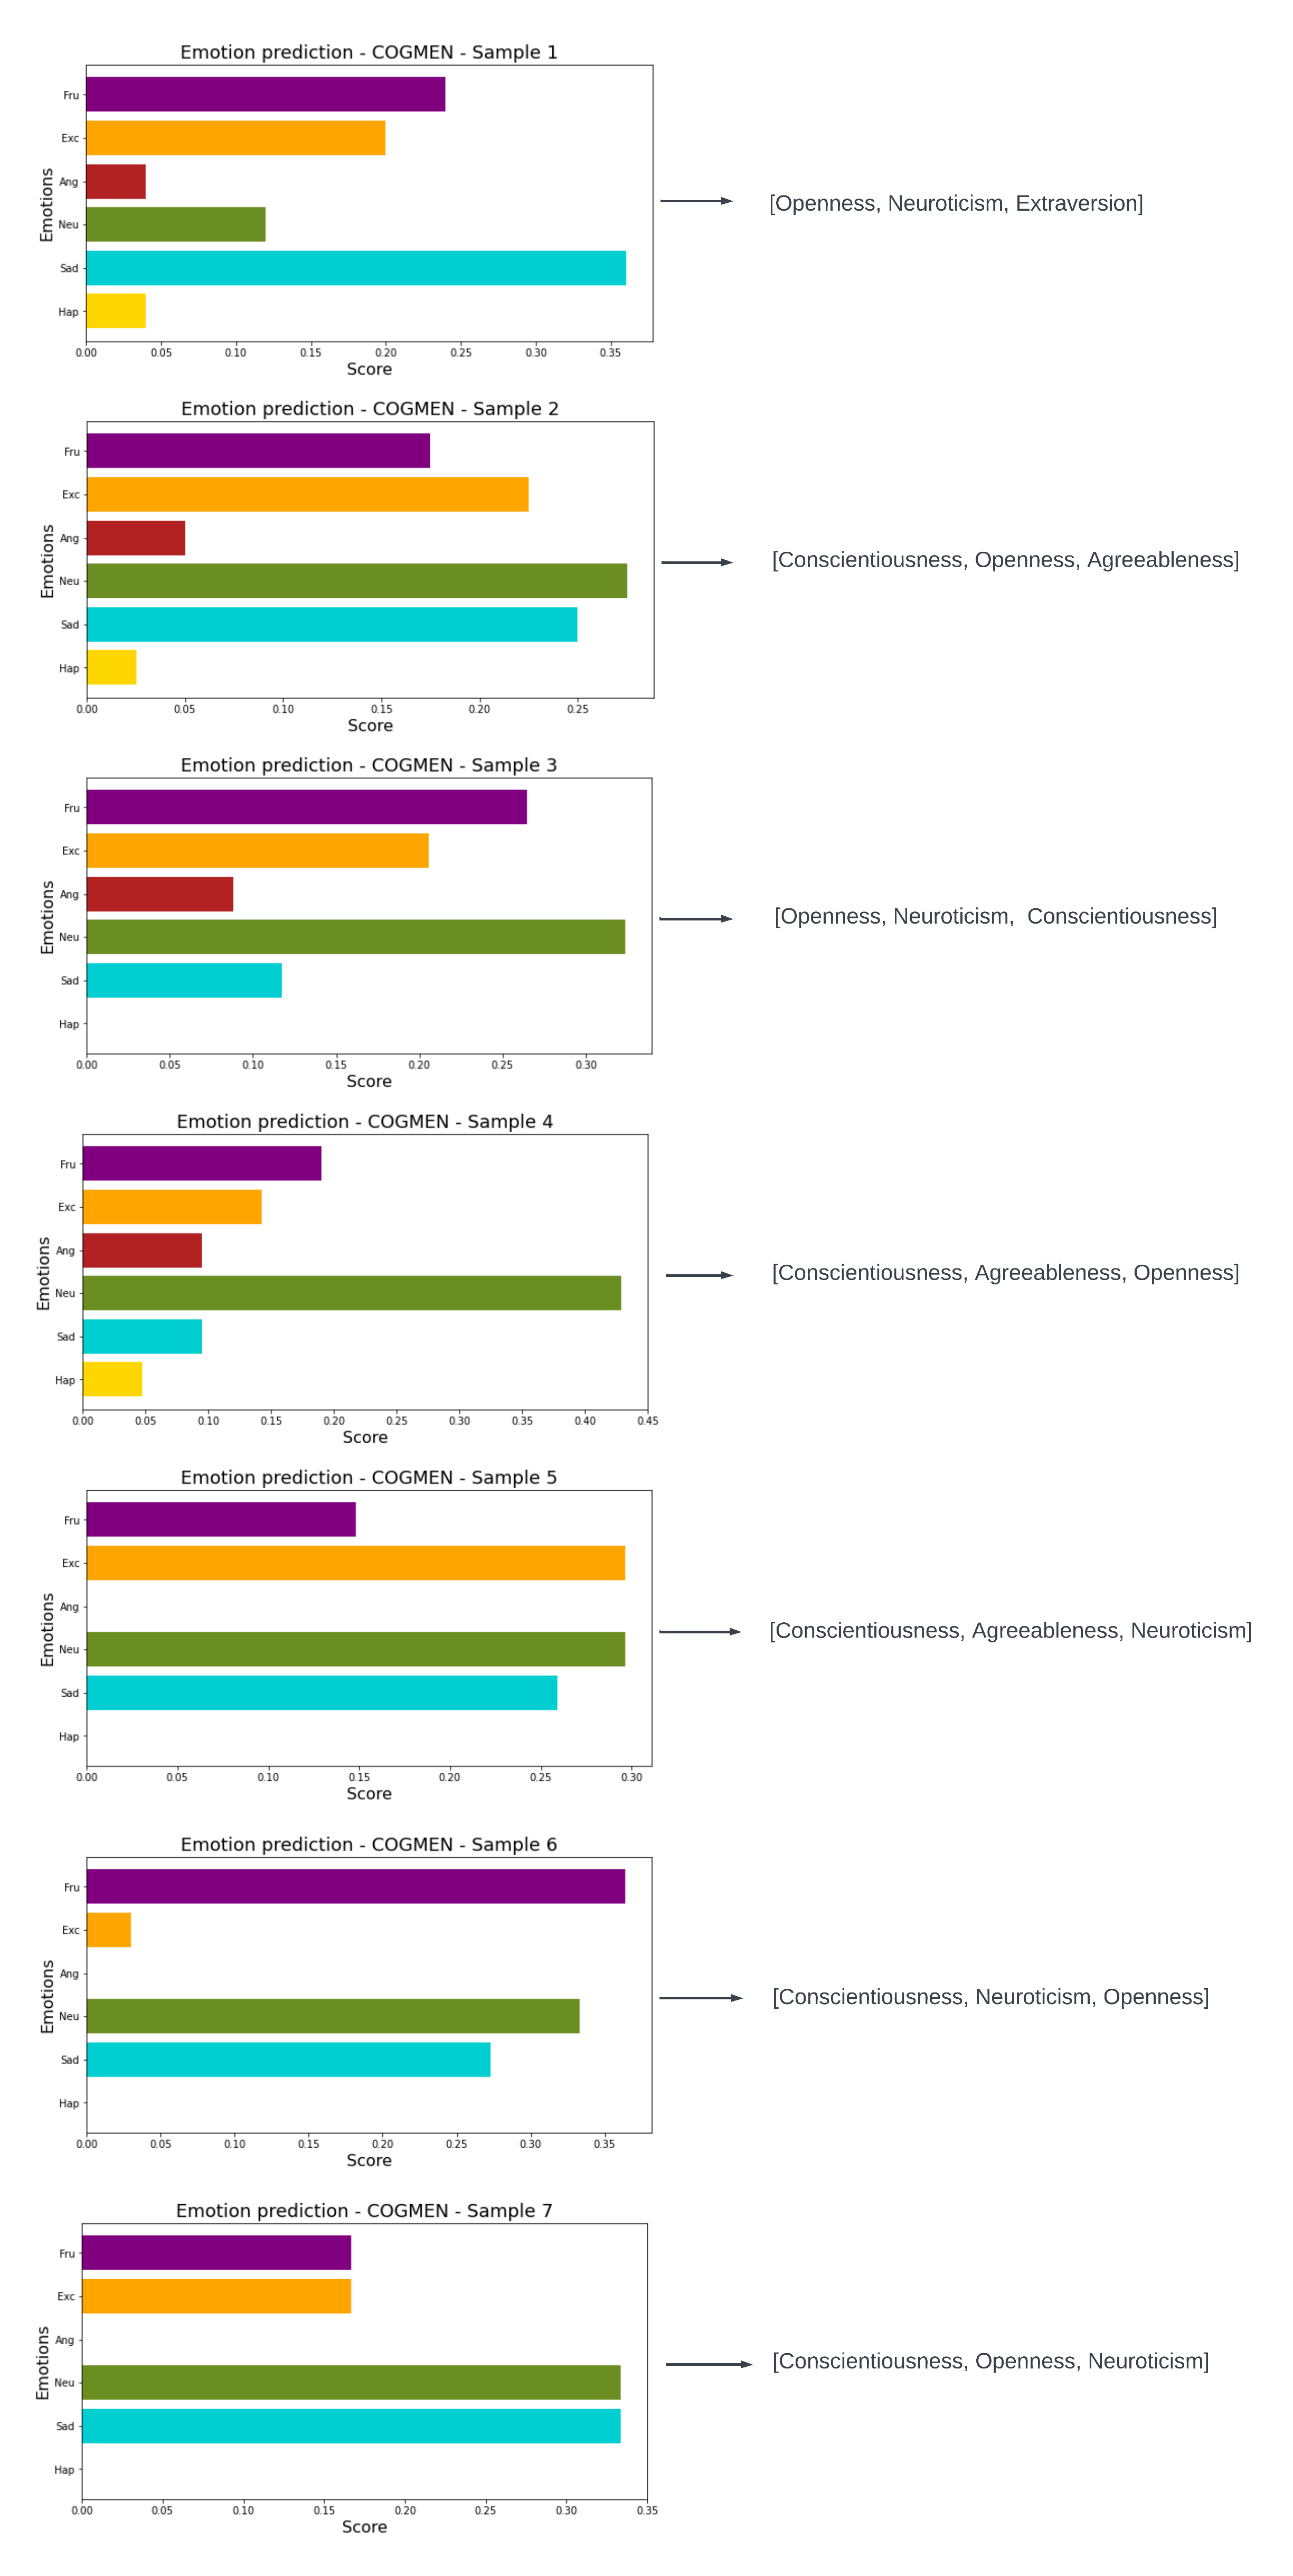 Emotion prediction - COGMEN - Sample 1
Emotions
Fru
Exc
Ang
Neu
Sad
Hap
0.00 0.05 0.10 0.15 0.20 0.25 0.30 0.35
Score
[Openness, Neuroticism, Extraversion]
Emotion prediction - COGMEN - Sample 2
Emotions
Fru
Exc
Ang
Neu
Sad
Hap
0.00 0.05 0.10 0.15 0.20 0.25
Score
[Conscientiousness, Openness, Agreeableness]
Emotion prediction - COGMEN - Sample 3
Emotions
Fru
Exc
Ang
Neu
Sad
Hap
0.00 0.05 0.10 0.15 0.20 0.25 0.30
Score
[Openness, Neuroticism, Conscientiousness]
Emotion prediction - COGMEN - Sample 4
Emotions
Fru
Exc
Ang
Neu
Sad
Hap
0.00 0.05 0.10 0.15 0.20 0.25 0.30 0.35 0.40 0.45
Score
[Conscientiousness, Agreeableness, Openness]
Emotion prediction - COGMEN - Sample 5
Emotions
Fru
Exc
Ang
Neu
Sad
Hap
0.00 0.05 0.10 0.15 0.20 0.25 0.30
Score
[Conscientiousness, Agreeableness, Neuroticism]
Emotion prediction - COGMEN - Sample 6
Emotions
Fru
Exc
Ang
Neu
Sad
Hap
0.00 0.05 0.10 0.15 0.20 0.25 0.30 0.35
Score
[Conscientiousness, Neuroticism, Openness]
Emotion prediction - COGMEN - Sample 7
Emotions
Fru
Exc
Ang
Neu
Sad
Hap
0.00 0.05 0.10 0.15 0.20 0.25 0.30 0.35
Score
[Conscientiousness, Openness, Neuroticism]